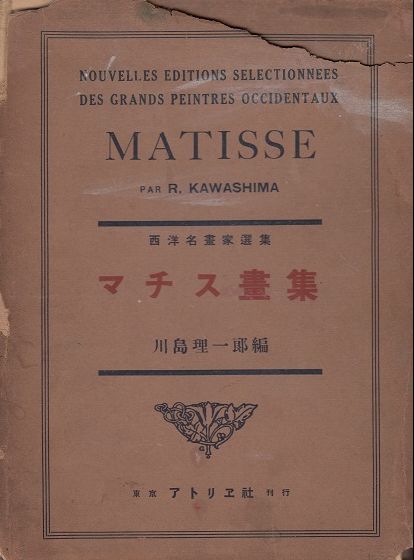 NOUVELLES EDITIONS SELECTIONNEES
DES GRANDS PEINTRES OCCIDENTAUX
MATISSE
PAR R. KAWASHIMA
西洋名畫家選集
マチス畫集
川島理一郎編
東京 アトリヱ社 刊行